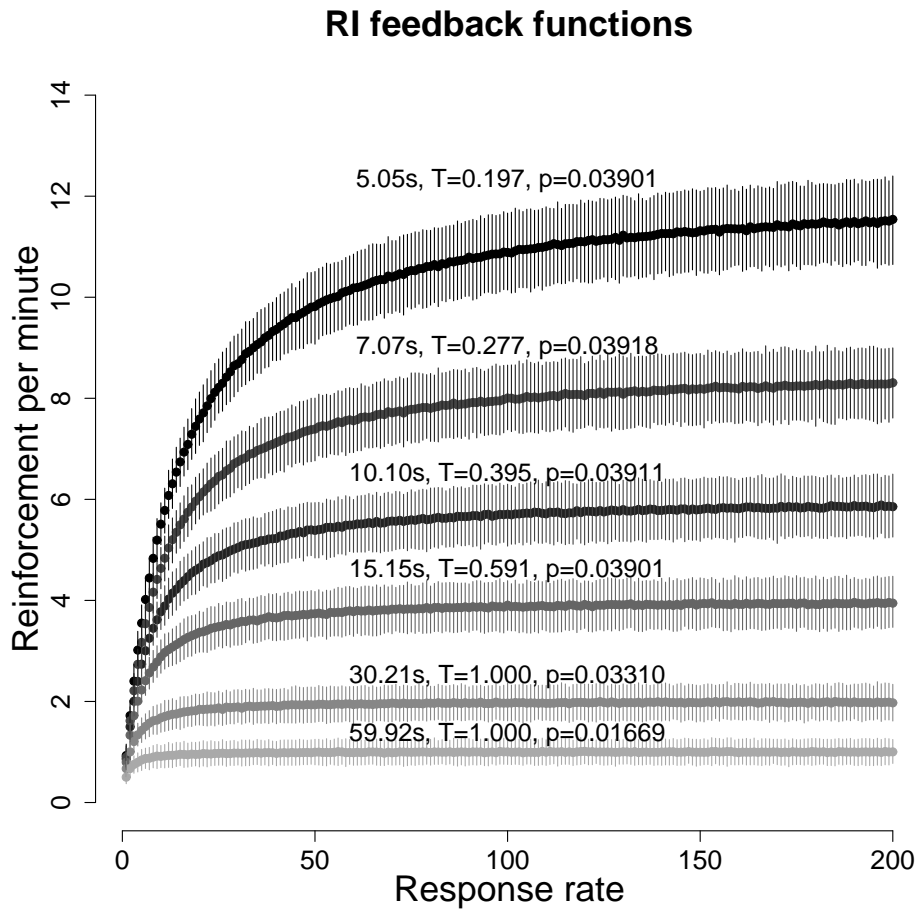 RI feedback functions
Reinforcement per minute
14
12
10
8
6
4
2
0
5.05s, T=0.197, p=0.03901
7.07s, T=0.277, p=0.03918
10.10s, T=0.395, p=0.03911
15.15s, T=0.591, p=0.03901
30.21s, T=1.000, p=0.03310
59.92s, T=1.000, p=0.01669
0 50 100 150 200
Response rate